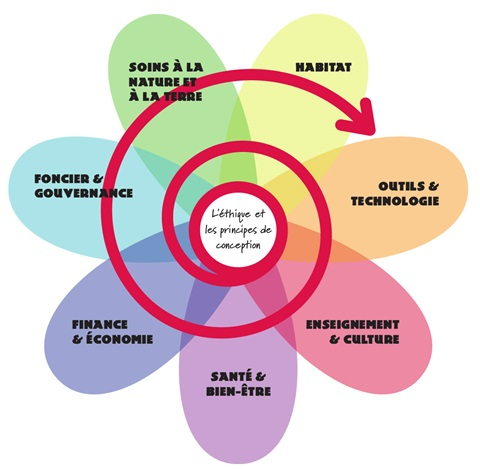 SOINS À LA
NATURE ET
À LA TERRE
HABITAT
OUTILS &
TECHNOLOGIE
ENSEIGNEMENT
& CULTURE
SANTÉ &
BIEN-ÊTRE
FINANCE
& ÉCONOMIE
FONCIER &
GOUVERNANCE
L'éthique et
les principes de
conception